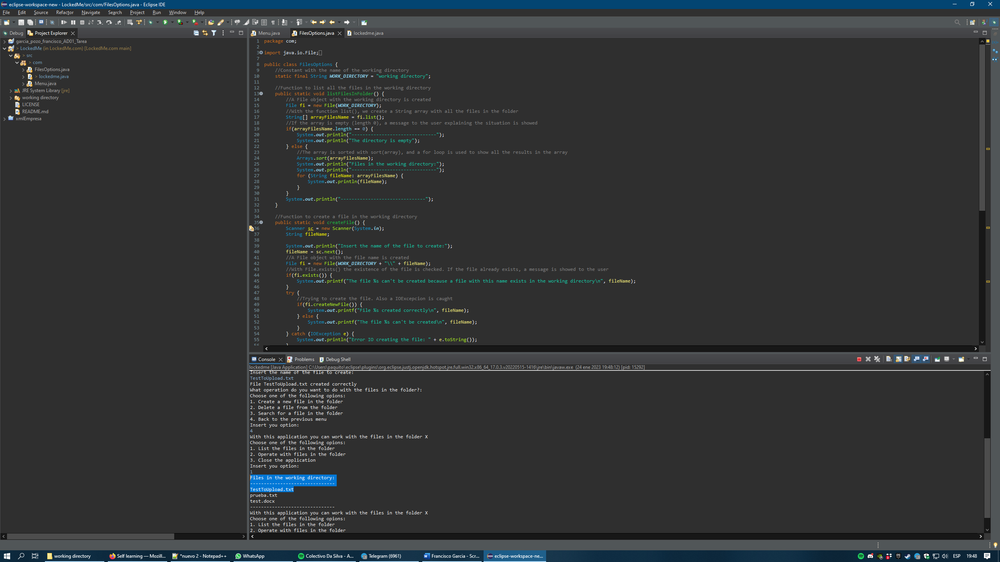 eclipse-workspace-new - LockedMe/src/com/FilesOptions.java - Eclipse IDE
File Edit Source Refactor Navigate Search Project Run Window Help
Debug Project Explorer
garcia_pozo_francisco_AD01_Tarea
> LockedMe (in LockedMe.com) [LockedMe.com main]
> src
> com
FilesOptions.java
> lockedme.java
Menu.java
JRE System Library [jre]
working directory
LICENSE
README.md
xmlEmpresa
Menu.java FilesOptions.java lockedme.java
1 package com;
2
3 import java.io.File;
7
8 public class FilesOptions {
9 //Constant with the name of the working directory
10 static final String WORK_DIRECTORY = "working directory";
11
12 //Function to list all the files in the working directory
13 public static void listFilesInFolder() {
14 //A File object with the working directory is created
15 File fi = new File(WORK_DIRECTORY);
16 //With the function list(), we create a String array with all the files in the folder
17 String[] arrayFilesName = fi.list();
18 //If the array is empty (length 0), a message to the user explaining the situation is showed
19 if(arrayFilesName.length == 0) {
20 System.out.println("-------------------------------");
21 System.out.println("The directory is empty");
22 } else {
23 //The array is sorted with sort(array), and a for loop is used to show all the results in the array
24 Arrays.sort(arrayFilesName);
25 System.out.println("Files in the working directory:");
26 System.out.println("-------------------------------");
27 for (String fileName: arrayFilesName) {
28 System.out.println(fileName);
29 }
30 }
31 System.out.println("-------------------------------");
32 }
33
34 //Function to create a file in the working directory
35 public static void createFile() {
36 Scanner sc = new Scanner(System.in);
37 String fileName;
38
39 System.out.println("Insert the name of the file to create:");
40 fileName = sc.next();
41 //A File object with the file name is created
42 File fi = new File(WORK_DIRECTORY + "\\" + fileName);
43 //With File.exists() the existence of the file is checked. If the file already exists, a message is showed to the user
44 if(fi.exists()) {
45 System.out.printf("The file %s can't be created because a file with this name exists in the working directory\n", fileName);
46 }
47 try {
48 //Trying to create the file. Also a IOExcepcion is caught
49 if(fi.createNewFile()) {
50 System.out.printf("File %s created correctly\n", fileName);
51 } else {
52 System.out.printf("The file %s can't be created\n", fileName);
53 }
54 } catch (IOException e) {
55 System.out.println("Error IO creating the file: " + e.toString());
56 }
Console Problems Debug Shell
lockedme [Java Application] C:\Users\paquito\eclipse\plugins\org.eclipse.justj.openjdk.hotspot.jre.full.win32.x86_64_17.0.3.v20220515-1416\jre\bin\javaw.exe (24 ene 2023 19:48:12) [pid: 15292]
Insert the name of the file to create:
TestToUpload.txt
File TestToUpload.txt created correctly
What operation do you want to do with the files in the folder?:
Choose one of the following opions:
1. Create a new file in the folder
2. Delete a file from the folder
3. Search for a file in the folder
4. Back to the previous menu
Insert you option:
4
With this application you can work with the files in the folder X
Choose one of the following opions:
1. List the files in the folder
2. Operate with files in the folder
3. Close the application
Insert you option:
1
Files in the working directory:
-------------------------------
TestToUpload.txt
prueba.txt
test.docx
-------------------------------
With this application you can work with the files in the folder X
Choose one of the following opions:
1. List the files in the folder
2. Operate with files in the folder
working directory Self learning — Mozill... *nuevo 2 - Notepad++ WhatsApp Colectivo Da Silva - A... Telegram (6961) Francisco Garcia - Scr... eclipse-workspace-ne... ESP 19:48